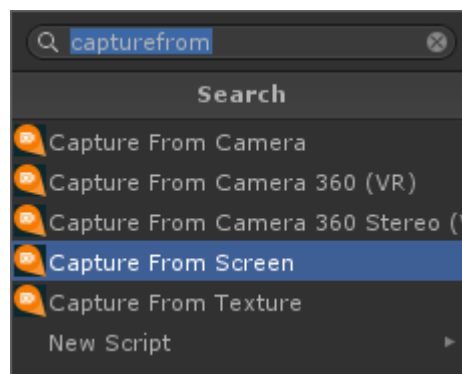 capturefrom
Search
Capture From Camera
Capture From Camera 360 (VR)
Capture From Camera 360 Stereo (
Capture From Screen
Capture From Texture
New Script